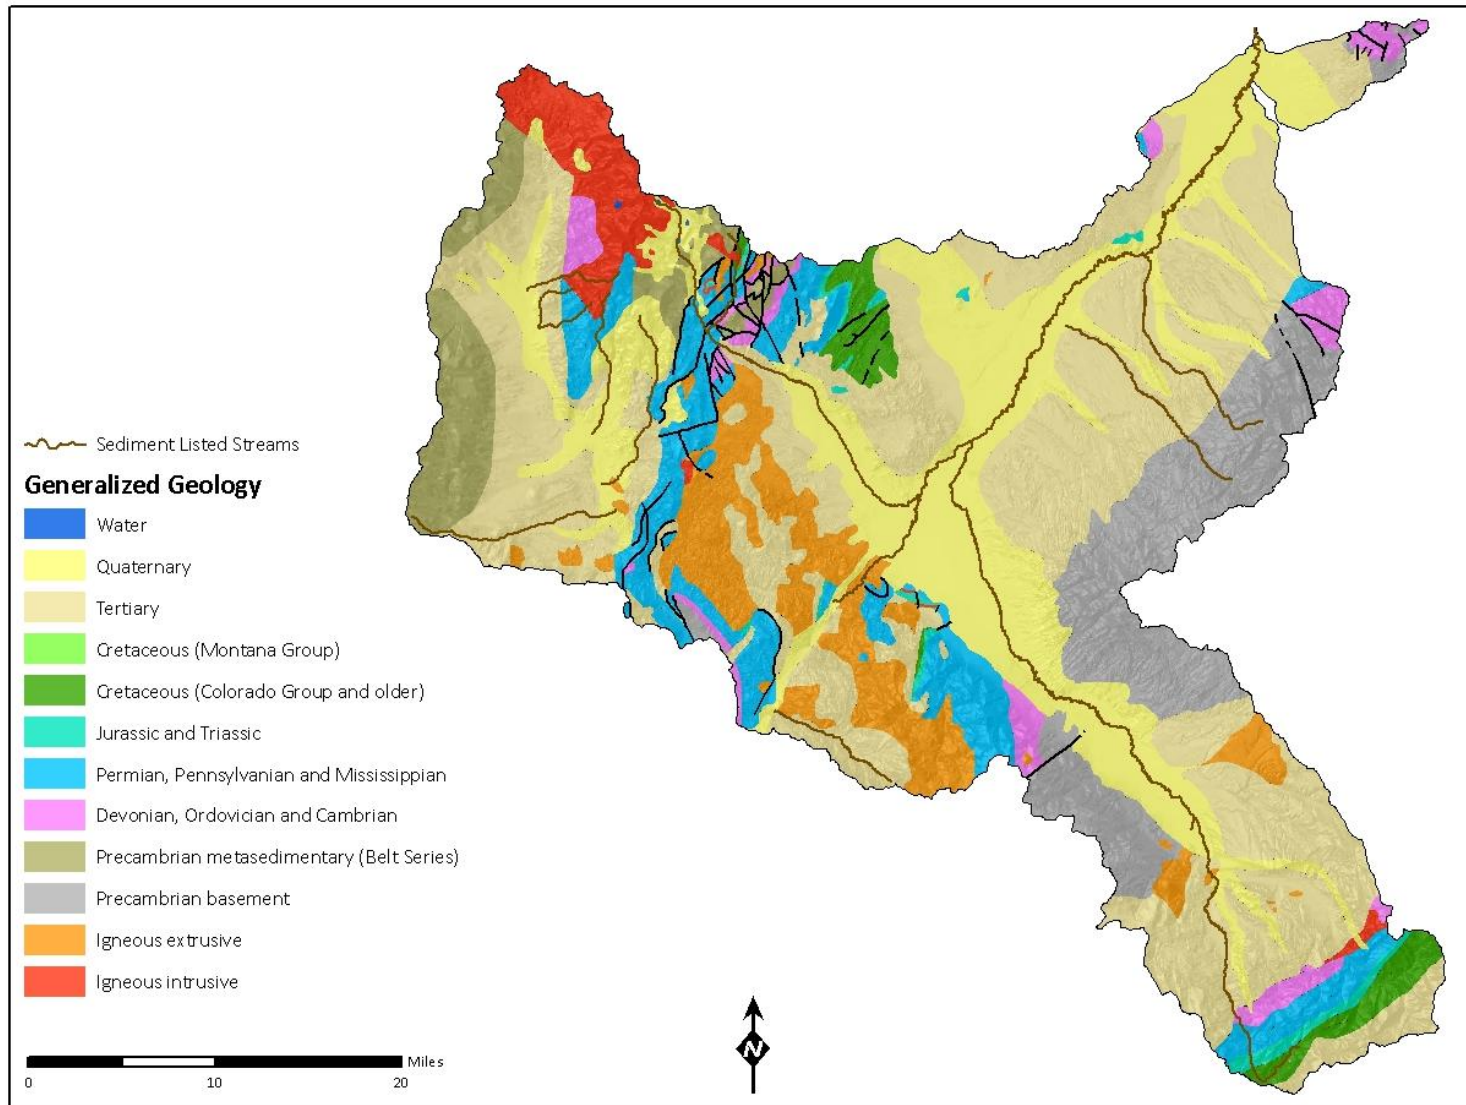 Sediment Listed Streams
Generalized Geology
Water
Quaternary
Tertiary
Cretaceous (Montana Group)
Cretaceous (Colorado Group and older)
Jurassic and Triassic
Permian, Pennsylvanian and Mississippian
Devonian, Ordovician and Cambrian
Precambrian metasedimentary (Belt Series)
Precambrian basement
Igneous extrusive
Igneous intrusive
Miles
0 10 20
N